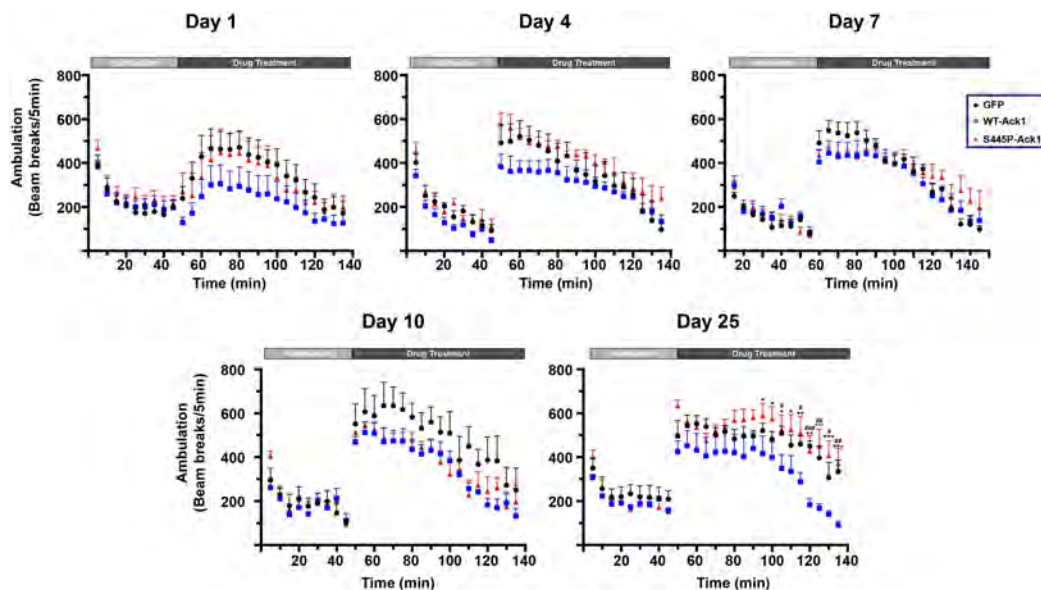 Day 1
Day 4
Day 7
Drug Treatment
Drug Treatment
Drug Treatment
Ambulation
(Beam breaks/5min)
800
600
400
200
20 40 60 80 100 120 140
Time (min)
800
600
400
200
20 40 60 80 100 120 140
Time (min)
800
600
400
200
20 40 60 80 100 120 140
Time (min)
GFP
WT-Ack1
S445P-Ack1
Day 10
Day 25
Drug Treatment
Drug Treatment
Ambulation
(Beam breaks/5min)
800
600
400
200
20 40 60 80 100 120 140
Time (min)
800
600
400
200
20 40 60 80 100 120 140
Time (min)